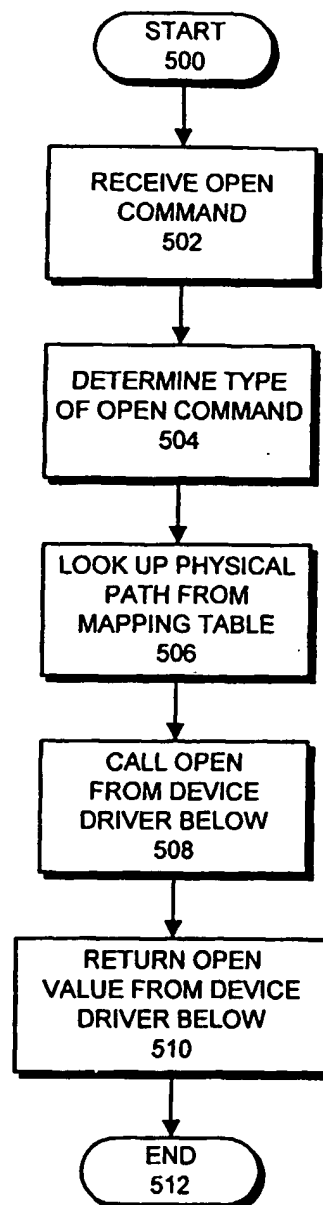 START
500
RECEIVE OPEN
COMMAND
502
DETERMINE TYPE
OF OPEN COMMAND
504
LOOK UP PHYSICAL
PATH FROM
MAPPING TABLE
506
CALL OPEN
FROM DEVICE
DRIVER BELOW
508
RETURN OPEN
VALUE FROM DEVICE
DRIVER BELOW
510
END
512